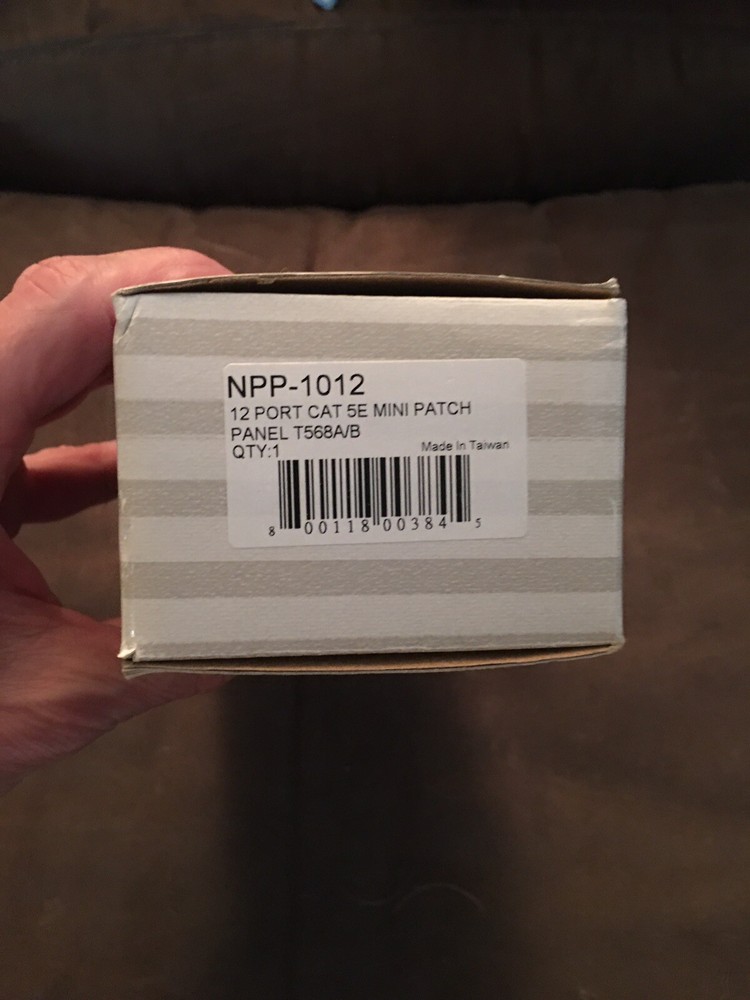 NPP-1012
12 PORT CAT 5E MINI PATCH
PANEL T568A/B
QTY:1 Made In Taiwan
8 00118 00384 5